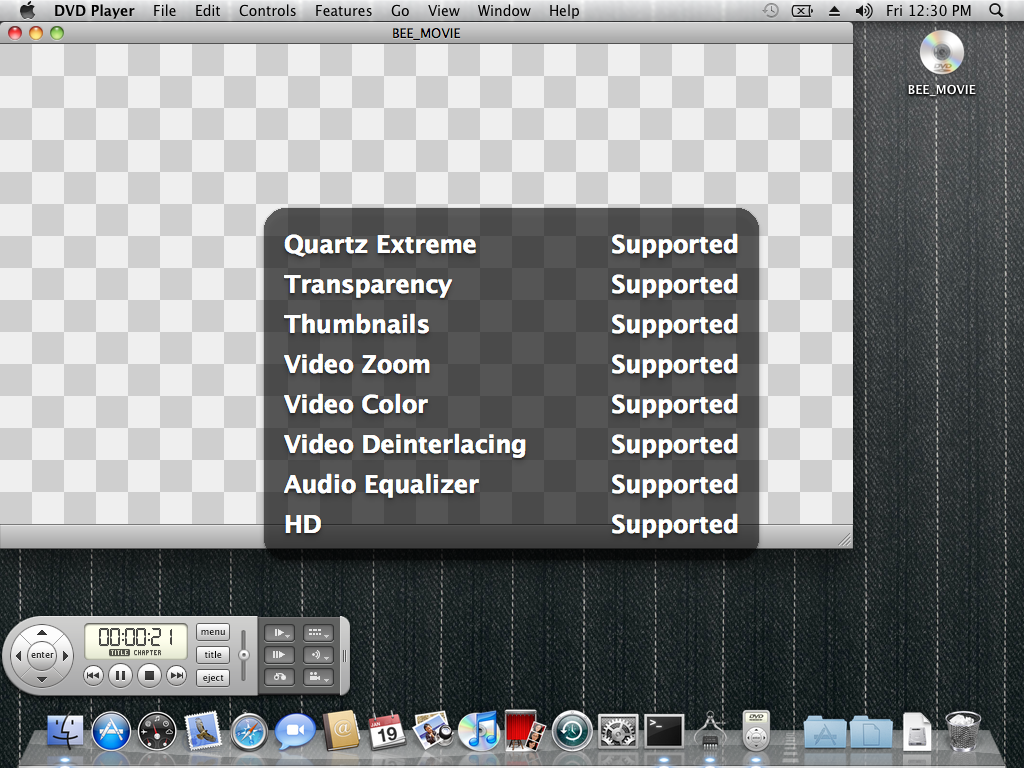 DVD Player File Edit Controls Features Go View Window Help Fri 12:30 PM
BEE_MOVIE
DVD
BEE_MOVIE
Quartz Extreme Supported
Transparency Supported
Thumbnails Supported
Video Zoom Supported
Video Color Supported
Video Deinterlacing Supported
Audio Equalizer Supported
HD Supported
enter
00:00:21
TITLE CHAPTER
menu
title
eject
JAN
19
>_
DVD